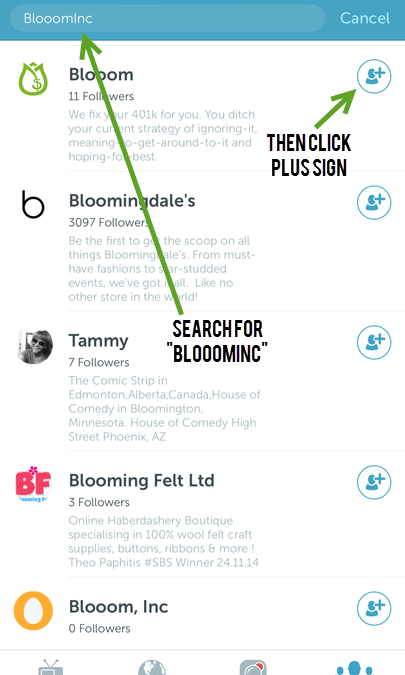 BlooomInc
Cancel
Blooom
11 Followers
We fix your 401k for you. You ditch
your current strategy of ignoring-it,
meaning-to-get-around-to-it and
hoping-for-best.
THEN CLICK
PLUS SIGN
b
Bloomingdale's
3097 Followers
Be the first to get the scoop on all
things Bloomingdale's. From must-
have fashions to star-studded
events, we've got it all. Like no
other store in the world!
SEARCH FOR
"BLOOOMINC"
Tammy
7 Followers
The Comic Strip in
Edmonton,Alberta,Canada,House of
Comedy in Bloomington,
Minnesota. House of Comedy High
Street Phoenix, AZ
BF
Blooming Felt Ltd
3 Followers
Online Haberdashery Boutique
specialising in 100% wool felt craft
supplies, buttons, ribbons & more !
Theo Paphitis #SBS Winner 24.11.14
Blooom, Inc
0 Followers